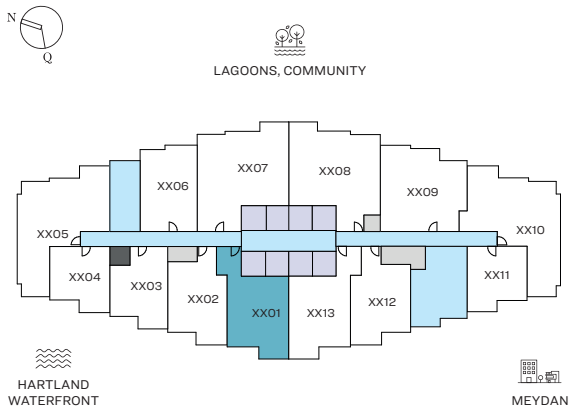 N
Q
LAGOONS, COMMUNITY
XX07
XX08
XX06
XX09
XX05
XX10
XX04
XX03
XX02
XX01
XX13
XX12
XX11
HARTLAND
WATERFRONT
MEYDAN